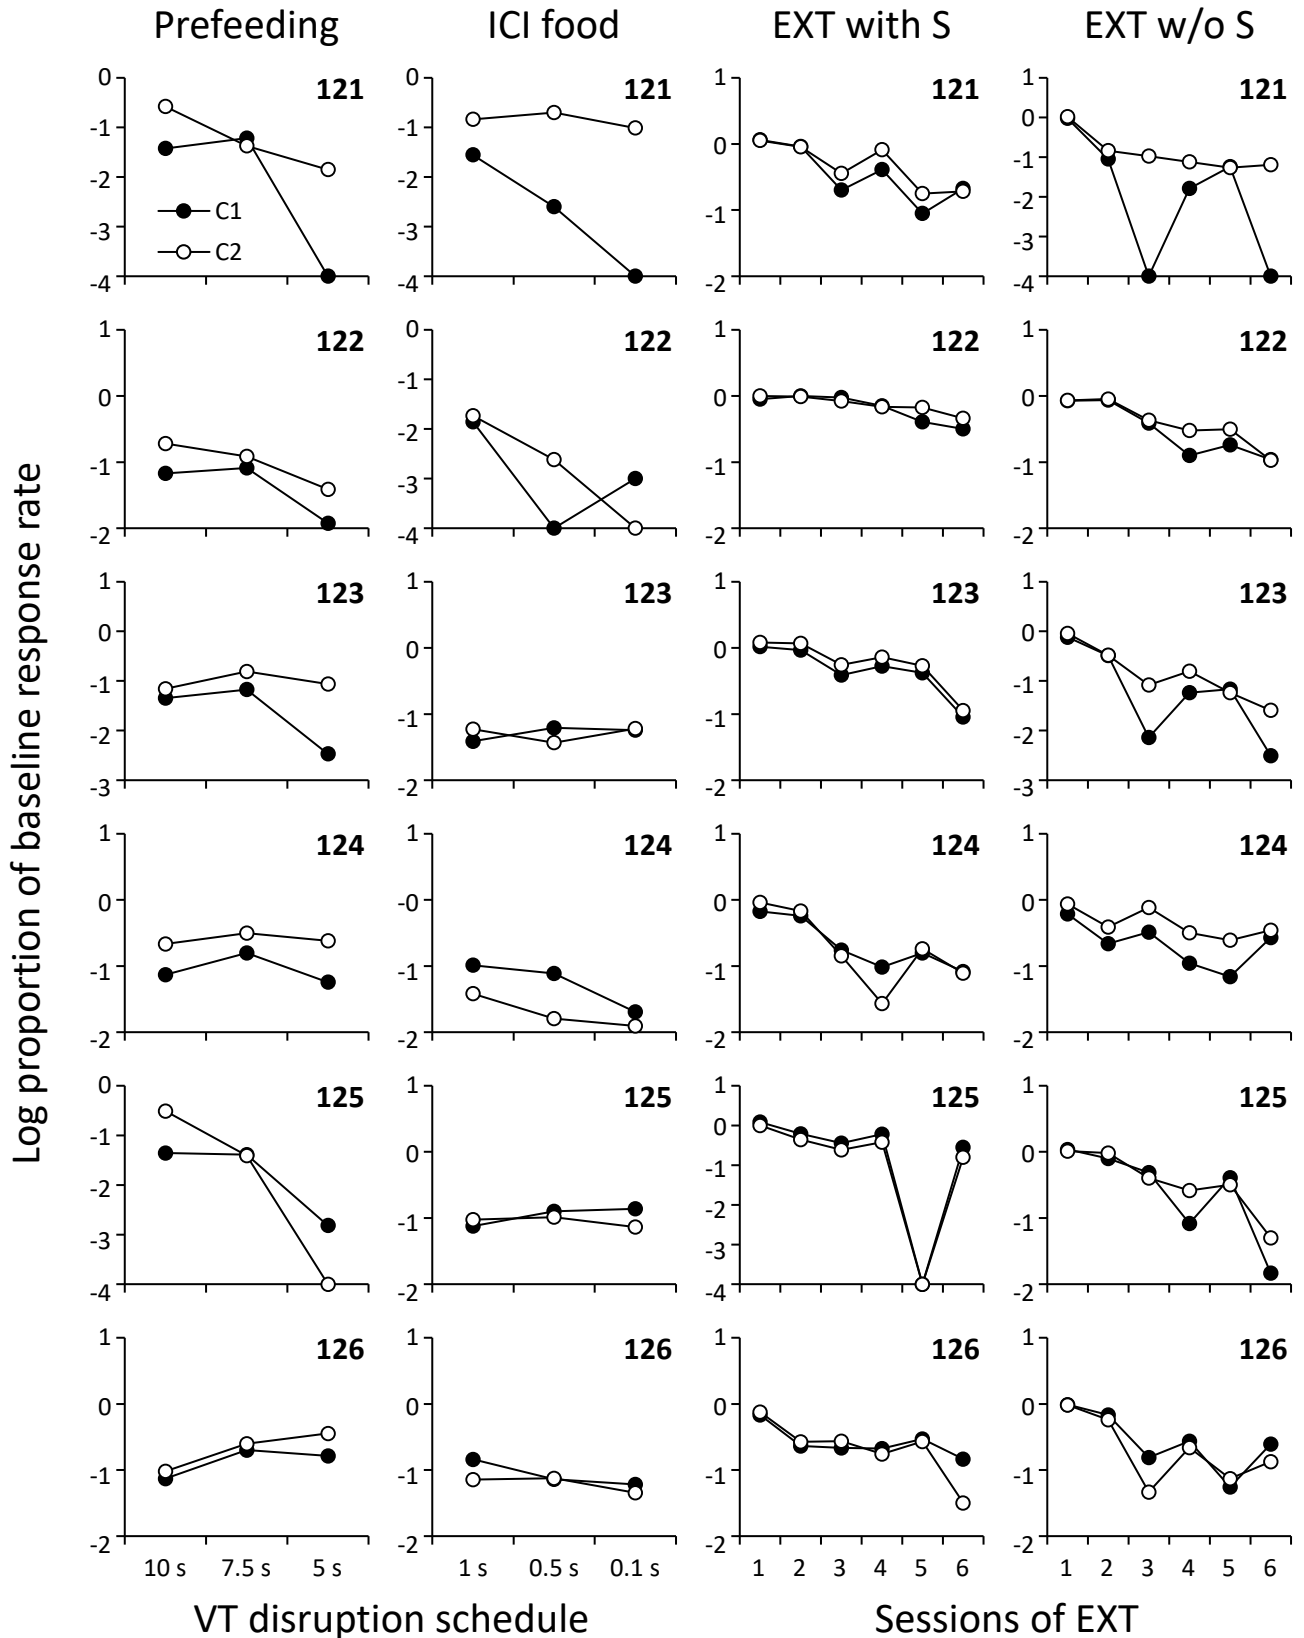 Prefeeding ICI food EXT with S EXT w/o S
Log proportion of baseline response rate
0 -1 -2 -3 -4 121 C1 C2
0 -1 -2 -3 -4 121
1 0 -1 -2 121
1 0 -1 -2 -3 -4 121
1 0 -1 -2 122
0 -1 -2 -3 -4 122
1 0 -1 -2 122
1 0 -1 -2 122
1 0 -1 -2 -3 123
1 0 -1 -2 123
1 0 -1 -2 123
1 0 -1 -2 -3 123
1 0 -1 -2 124
1 -0 -1 -2 124
1 0 -1 -2 124
1 0 -1 -2 124
0 -1 -2 -3 -4 125
1 0 -1 -2 125
1 0 -1 -2 -3 -4 125
1 0 -1 -2 125
1 0 -1 -2 126
1 0 -1 -2 126
1 0 -1 -2 126
1 0 -1 -2 126
10 s 7.5 s 5 s 1 s 0.5 s 0.1 s 1 2 3 4 5 6 1 2 3 4 5 6
VT disruption schedule Sessions of EXT